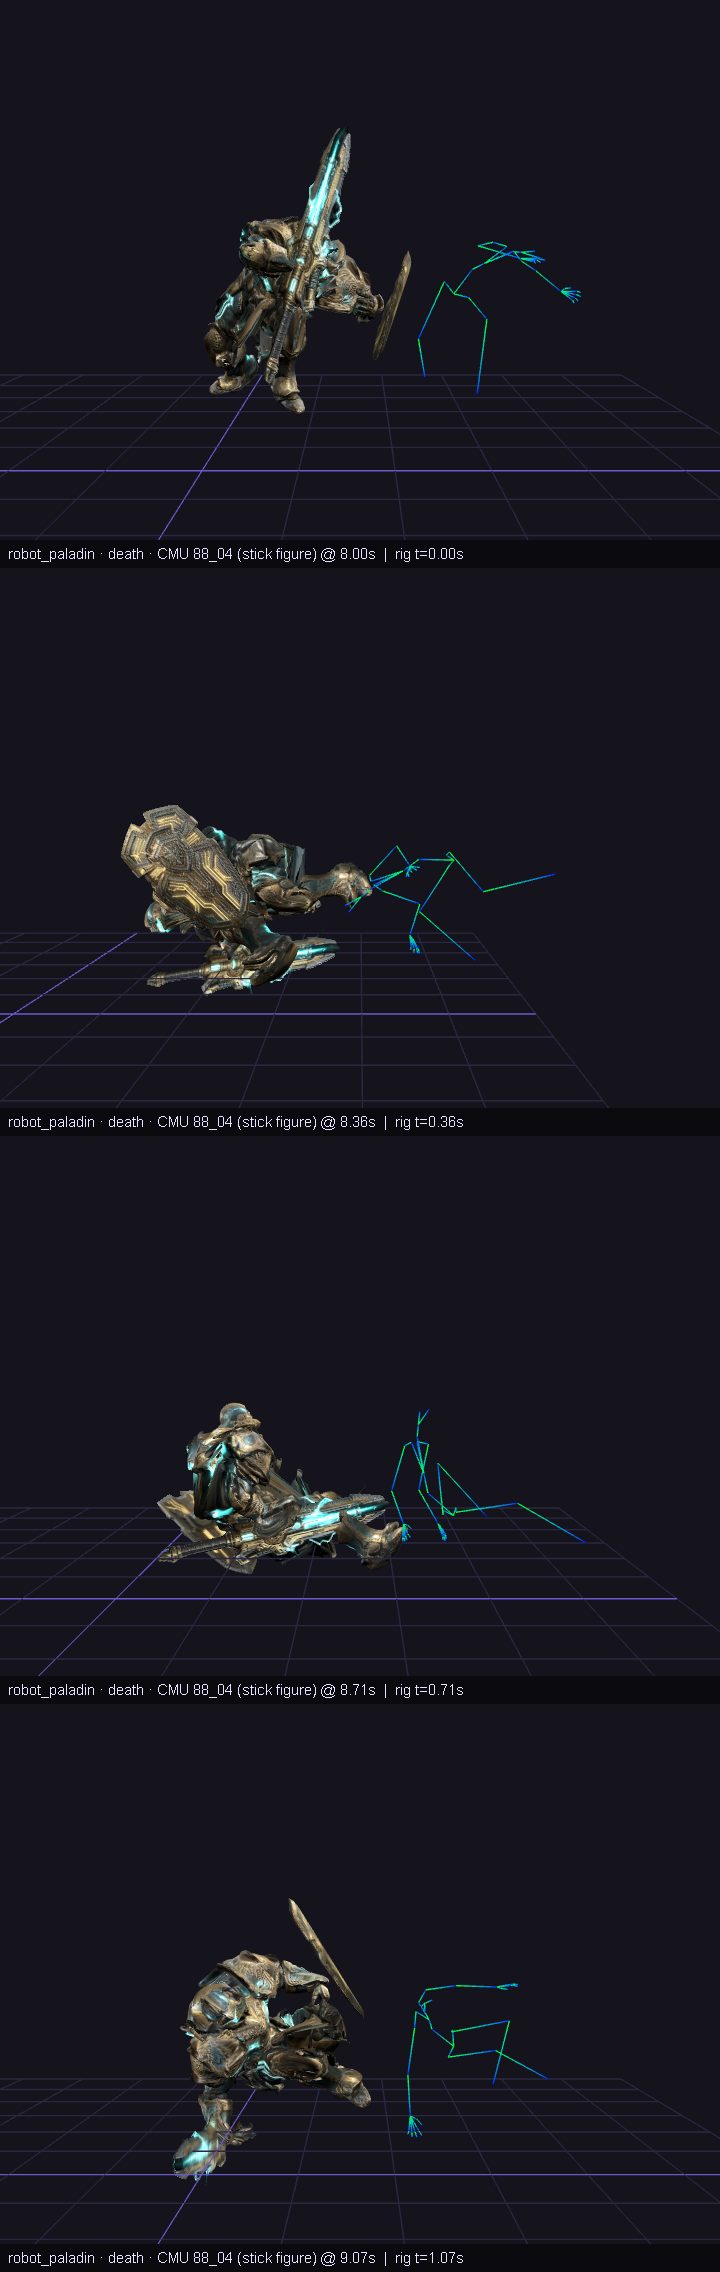 robot_paladin · death · CMU 88_04 (stick figure) @ 8.00s | rig t=0.00s
robot_paladin · death · CMU 88_04 (stick figure) @ 8.36s | rig t=0.36s
robot_paladin · death · CMU 88_04 (stick figure) @ 8.71s | rig t=0.71s
robot_paladin · death · CMU 88_04 (stick figure) @ 9.07s | rig t=1.07s